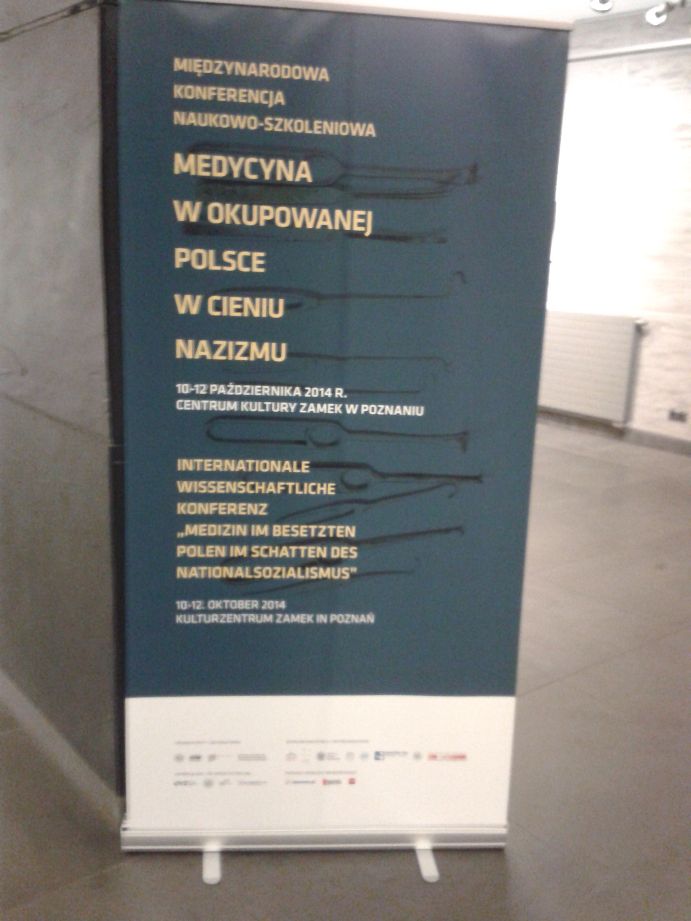 MIĘDZYNARODOWA
KONFERENCJA
NAUKOWO-SZKOLENIOWA
MEDYCYNA
W OKUPOWANEJ
POLSCE
W CIENIU
NAZIZMU
10-12 PAŹDZIERNIKA 2014 R.
CENTRUM KULTURY ZAMEK W POZNANIU
INTERNATIONALE
WISSENSCHAFTLICHE
KONFERENZ
„MEDIZIN IM BESETZTEN
POLEN IM SCHATTEN DES
NATIONALSOZIALISMUS"
10-12. OKTOBER 2014
KULTURZENTRUM ZAMEK IN POZNAŃ